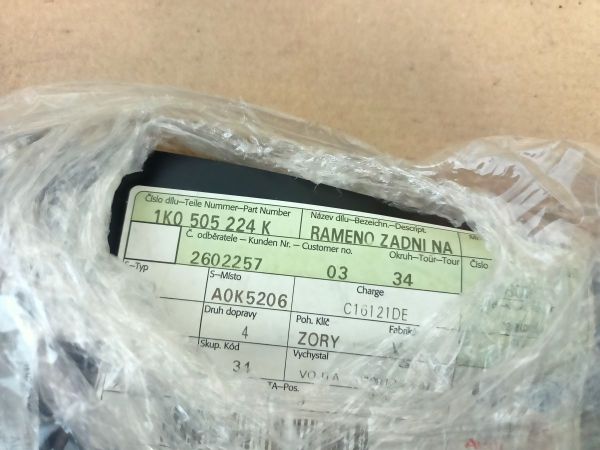 Číslo dílu–Teile Nummer–Part Number
1K0 505 224 K
Název dílu–Bezeichn.–Descript.
RAMENO ZADNI NA
Č. odběratele – Kunden Nr. – Customer no.
2602257 03
Okruh–Tour–Tour
34
Číslo
–Typ
S–Místo
A0K5206
Charge
C16121DE
Druh dopravy
4
Poh. Klíč
ZORY
Fabrik
Skup. Kód
31
Vychystal
–Pos.